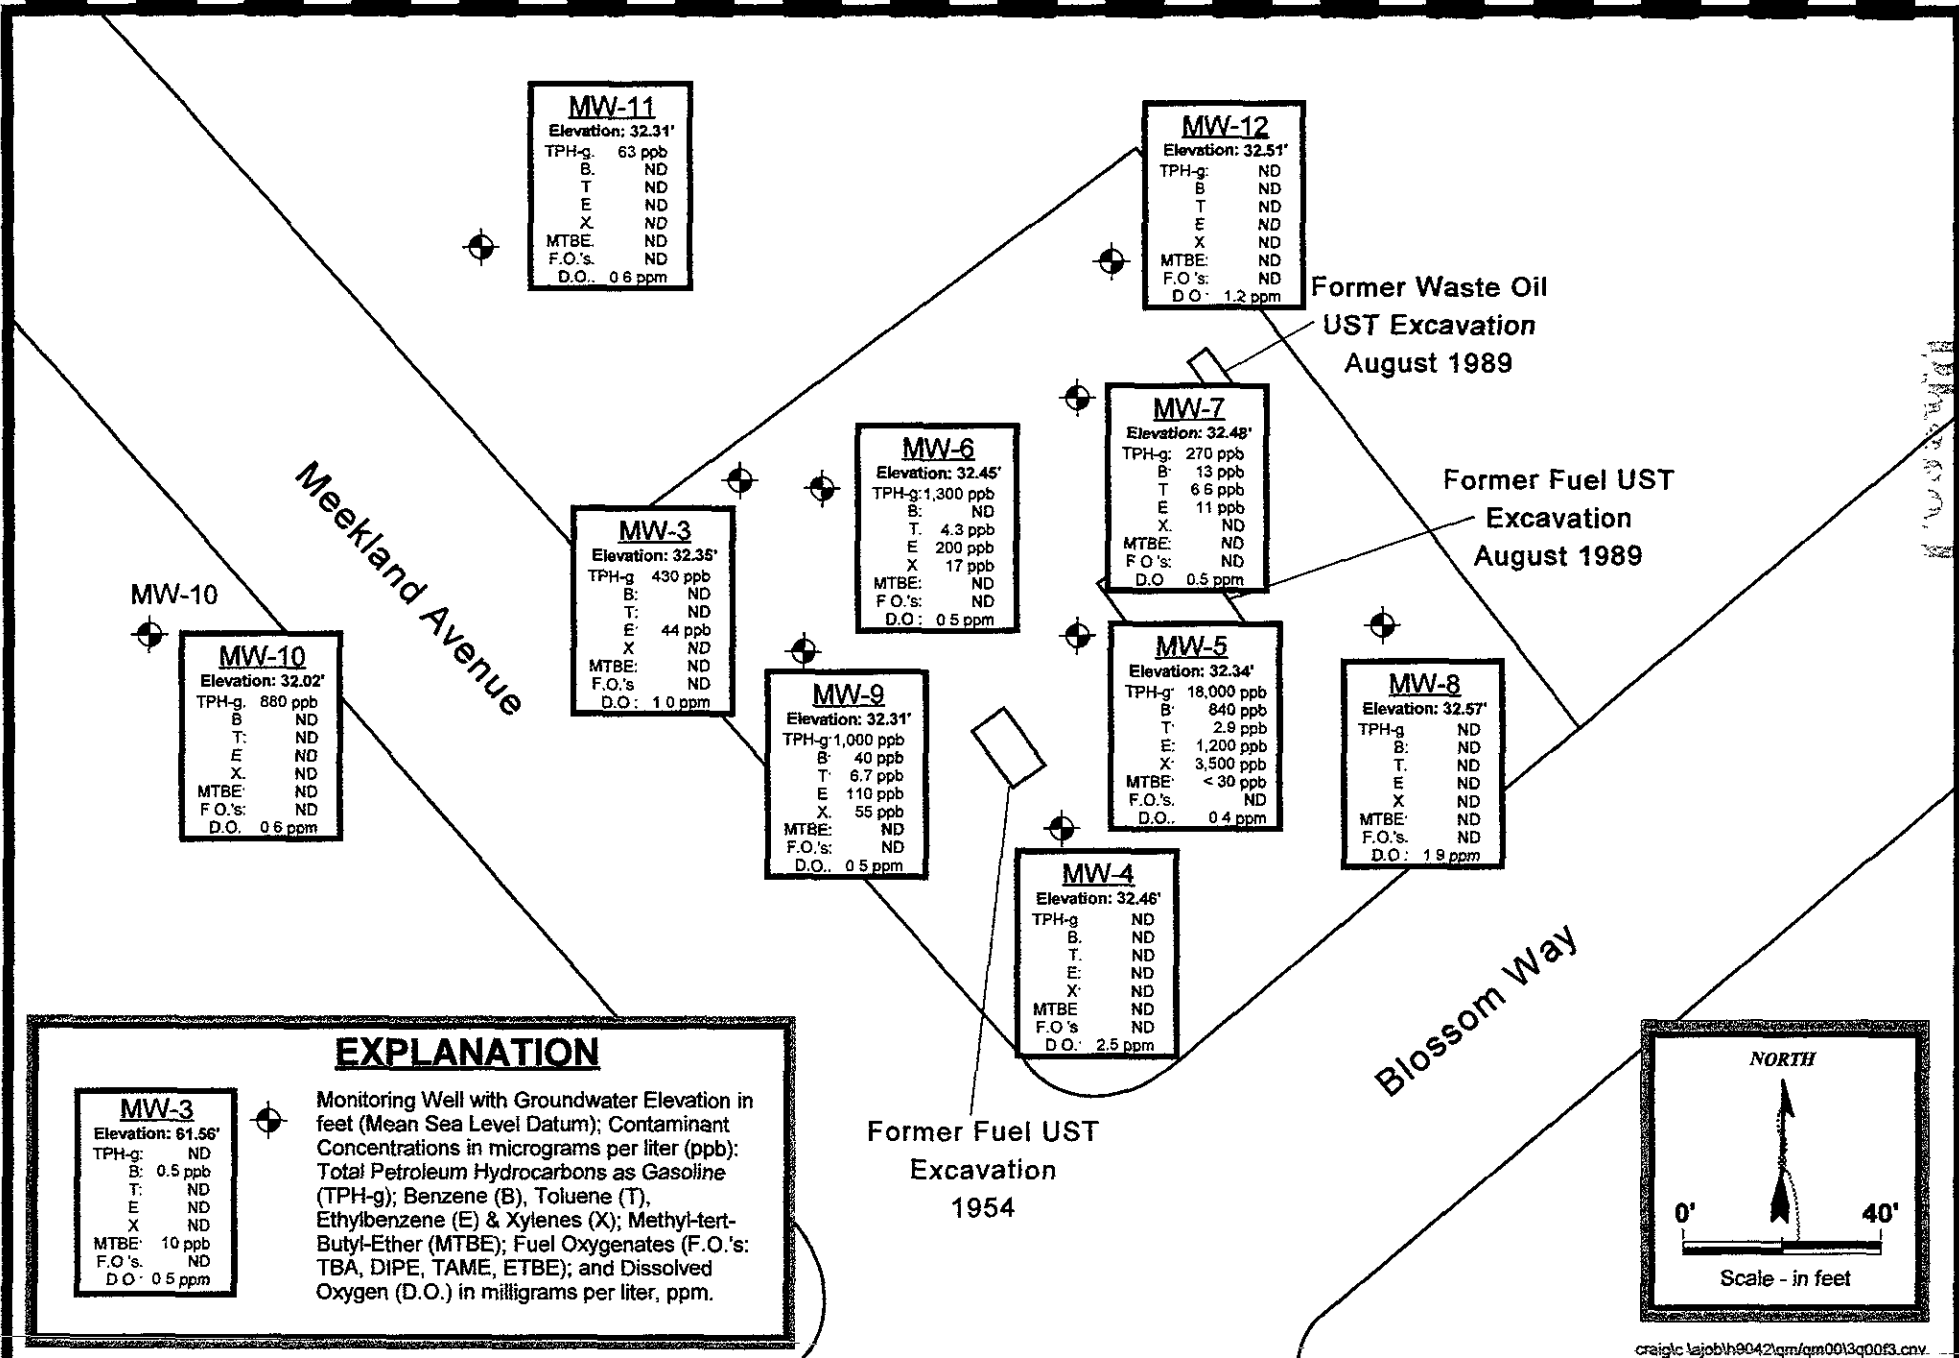 MW-11
Elevation: 32.31'
TPH-g. 63 ppb
B. ND
T ND
E ND
X ND
MTBE. ND
F.O.'s. ND
D.O.. 0 6 ppm
MW-12
Elevation: 32.51'
TPH-g: ND
B ND
T ND
E ND
X ND
MTBE: ND
F.O 's: ND
D O · 1.2 ppm
Former Waste Oil
UST Excavation
August 1989
MW-7
Elevation: 32.48'
TPH-g: 270 ppb
B· 13 ppb
T 6 6 ppb
E 11 ppb
X. ND
MTBE: ND
F O 's: ND
D.O 0.5 ppm
MW-6
Elevation: 32.45'
TPH-g:1,300 ppb
B: ND
T. 4.3 ppb
E 200 ppb
X 17 ppb
MTBE: ND
F O.'s: ND
D.O : 0 5 ppm
Former Fuel UST
Excavation
August 1989
MW-3
Elevation: 32.35'
TPH-g 430 ppb
B: ND
T: ND
E· 44 ppb
X ND
MTBE: ND
F.O.'s ND
D.O : 1 0 ppm
Meekland Avenue
MW-10
MW-10
Elevation: 32.02'
TPH-g. 880 ppb
B ND
T: ND
E ND
X. ND
MTBE· ND
F O.'s: ND
D.O. 0 6 ppm
MW-9
Elevation: 32.31'
TPH-g·1,000 ppb
B· 40 ppb
T· 6.7 ppb
E 110 ppb
X. 55 ppb
MTBE: ND
F.O.'s: ND
D.O.. 0 5 ppm
MW-5
Elevation: 32.34'
TPH-g· 18,000 ppb
B· 840 ppb
T· 2.9 ppb
E: 1,200 ppb
X· 3,500 ppb
MTBE· < 30 ppb
F.O.'s. ND
D.O.. 0 4 ppm
MW-8
Elevation: 32.57'
TPH-g ND
B: ND
T. ND
E ND
X ND
MTBE· ND
F.O.'s. ND
D.O : 1 9 ppm
MW-4
Elevation: 32.46'
TPH-g ND
B. ND
T. ND
E: ND
X· ND
MTBE ND
F.O 's ND
D O.· 2.5 ppm
Former Fuel UST
Excavation
1954
Blossom Way
EXPLANATION
MW-3
Elevation: 61.56'
TPH-g: ND
B: 0.5 ppb
T: ND
E ND
X ND
MTBE· 10 ppb
F.O 's. ND
D O · 0 5 ppm
Monitoring Well with Groundwater Elevation in
feet (Mean Sea Level Datum); Contaminant
Concentrations in micrograms per liter (ppb):
Total Petroleum Hydrocarbons as Gasoline
(TPH-g); Benzene (B), Toluene (T),
Ethylbenzene (E) & Xylenes (X); Methyl-tert-
Butyl-Ether (MTBE); Fuel Oxygenates (F.O.'s:
TBA, DIPE, TAME, ETBE); and Dissolved
Oxygen (D.O.) in milligrams per liter, ppm.
NORTH
0' 40'
Scale - in feet
craig\c \ajob\h9042\qm/qm00\3q00f3.cnv